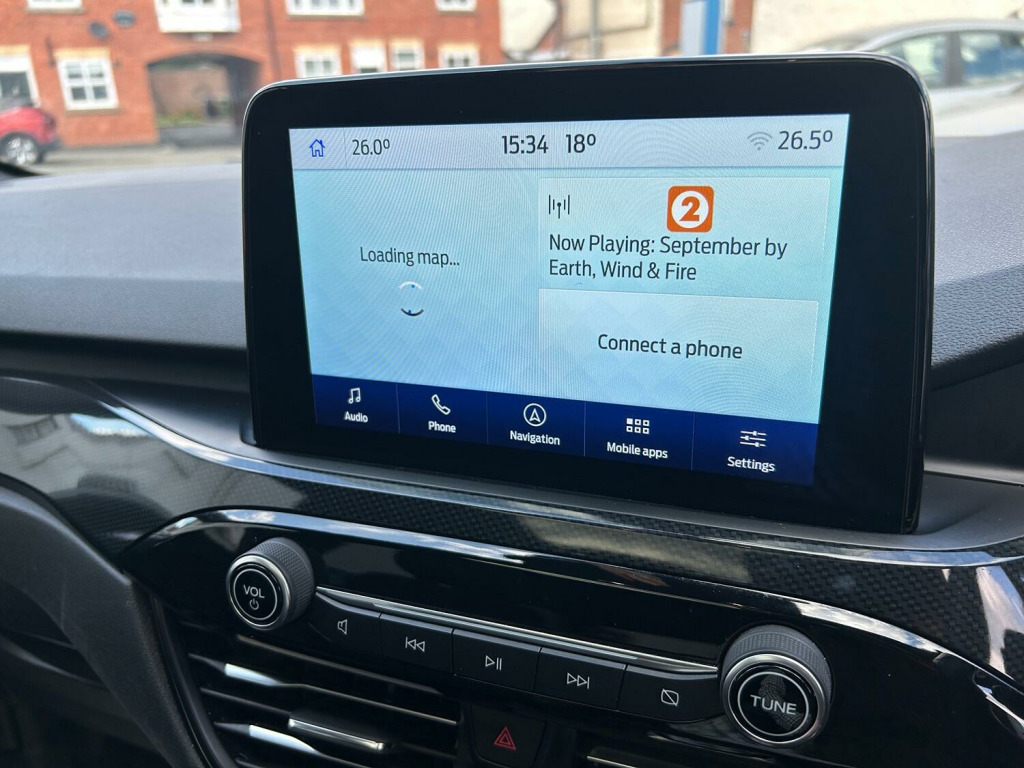 26.0°
15:34 18°
26.5°
Loading map...
2
Now Playing: September by
Earth, Wind & Fire
Connect a phone
Audio
Phone
Navigation
Mobile apps
Settings
VOL
TUNE